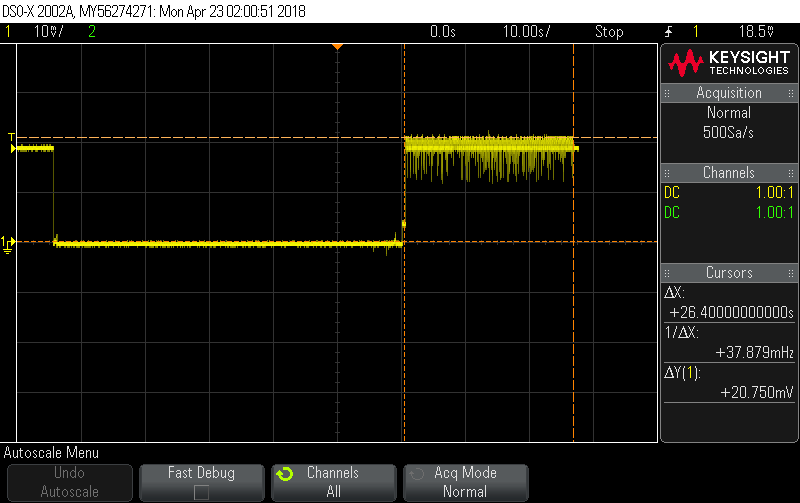 DSO-X 2002A, MY56274271: Mon Apr 23 02:00:51 2018
1 10mV/ 2 0.0s 10.00s/ Stop 1 18.5V
KEYSIGHT
TECHNOLOGIES
Acquisition
Normal
500Sa/s
Channels
DC 1.00:1
DC 1.00:1
Cursors
ΔX:
+26.40000000000s
1/ΔX:
+37.879mHz
ΔY(1):
+20.750mV
T
1
Autoscale Menu
Undo
Autoscale
Fast Debug
Channels
All
Acq Mode
Normal